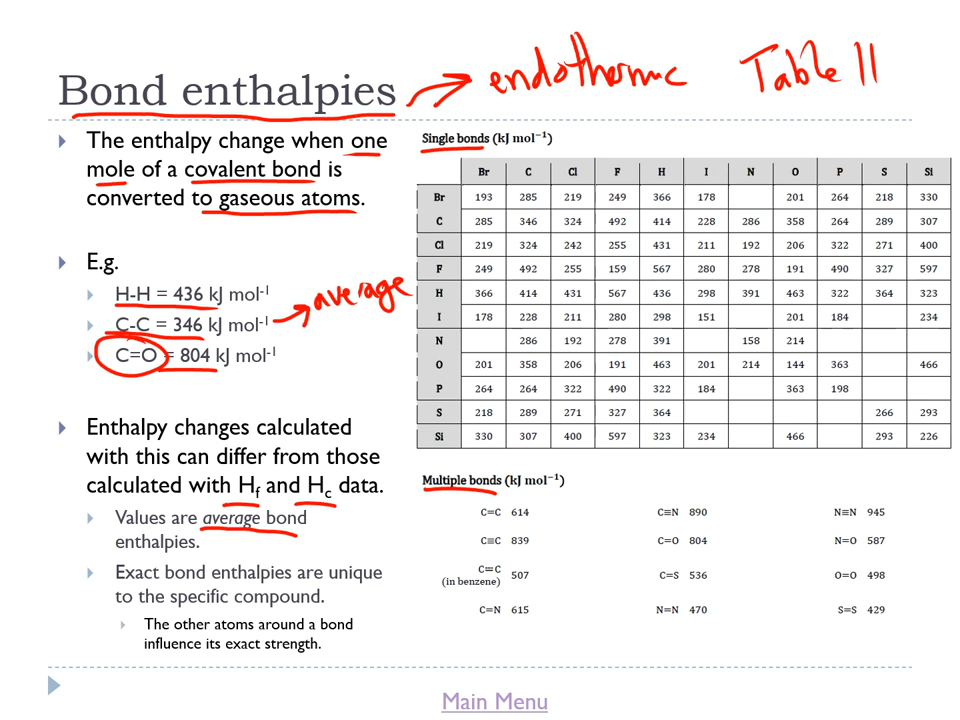 Bond enthalpies → endothermic Table 11
The enthalpy change when one
mole of a covalent bond is
converted to gaseous atoms.
E.g.
H-H = 436 kJ mol⁻¹
average
C-C = 346 kJ mol⁻¹
C=O = 804 kJ mol⁻¹
Enthalpy changes calculated
with this can differ from those
calculated with Hf and Hc data.
Values are average bond
enthalpies.
Exact bond enthalpies are unique
to the specific compound.
The other atoms around a bond
influence its exact strength.
Single bonds (kJ mol⁻¹)
Br C Cl F H I N O P S Si
Br 193 285 219 249 366 178 201 264 218 330
C 285 346 324 492 414 228 286 358 264 289 307
Cl 219 324 242 255 431 211 192 206 322 271 400
F 249 492 255 159 567 280 278 191 490 327 597
H 366 414 431 567 436 298 391 463 322 364 323
I 178 228 211 280 298 151 201 184 234
N 286 192 278 391 158 214
O 201 358 206 191 463 201 214 144 363 466
P 264 264 322 490 322 184 363 198
S 218 289 271 327 364 266 293
Si 330 307 400 597 323 234 466 293 226
Multiple bonds (kJ mol⁻¹)
C=C 614 C≡N 890 N≡N 945
C≡C 839 C=O 804 N=O 587
C=C
(in benzene) 507 C=S 536 O=O 498
C=N 615 N=N 470 S=S 429
Main Menu